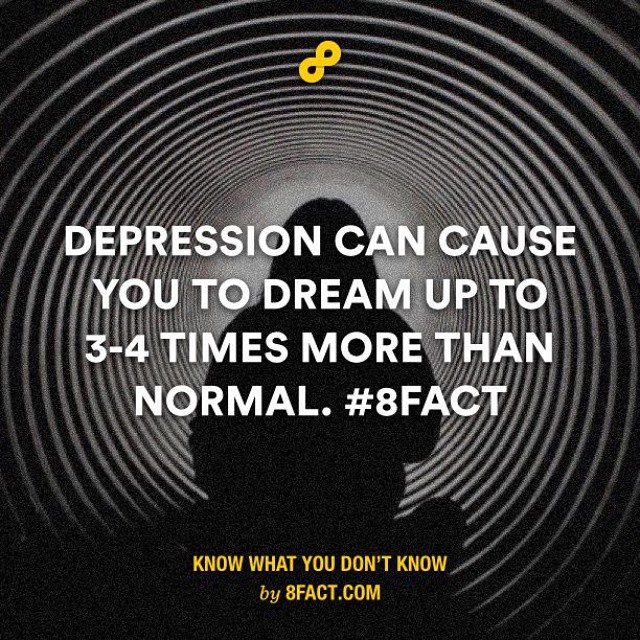 DEPRESSION CAN CAUSE
YOU TO DREAM UP TO
3-4 TIMES MORE THAN
NORMAL. #8FACT
KNOW WHAT YOU DON'T KNOW
by 8FACT.COM